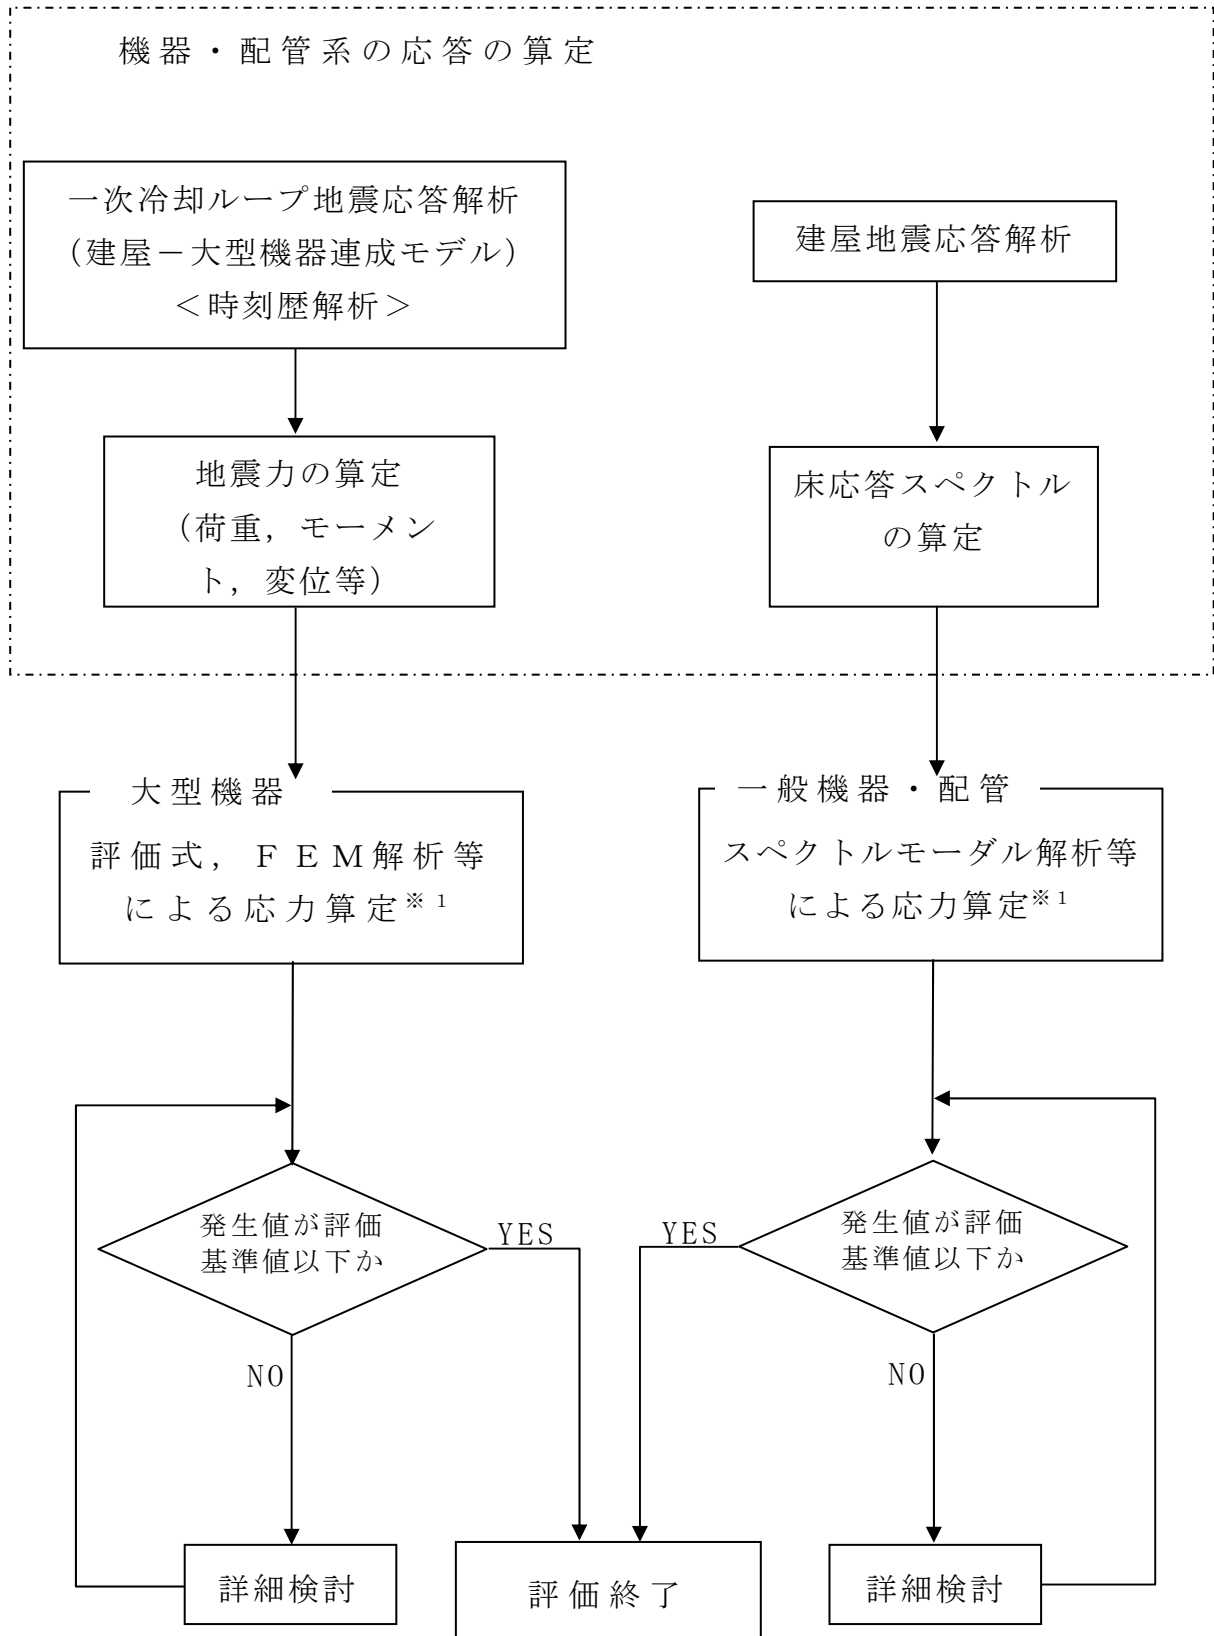 機器・配管系の応答の算定
一次冷却ループ地震応答解析
（建屋－大型機器連成モデル）
＜時刻歴解析＞
建屋地震応答解析
地震力の算定
（荷重，モーメン
ト，変位等）
床応答スペクトル
の算定
大型機器
評価式，ＦＥＭ解析等
による応力算定※１
一般機器・配管
スペクトルモーダル解析等
による応力算定※１
発生値が評価
基準値以下か
YES
NO
YES
発生値が評価
基準値以下か
NO
詳細検討
評価終了
詳細検討